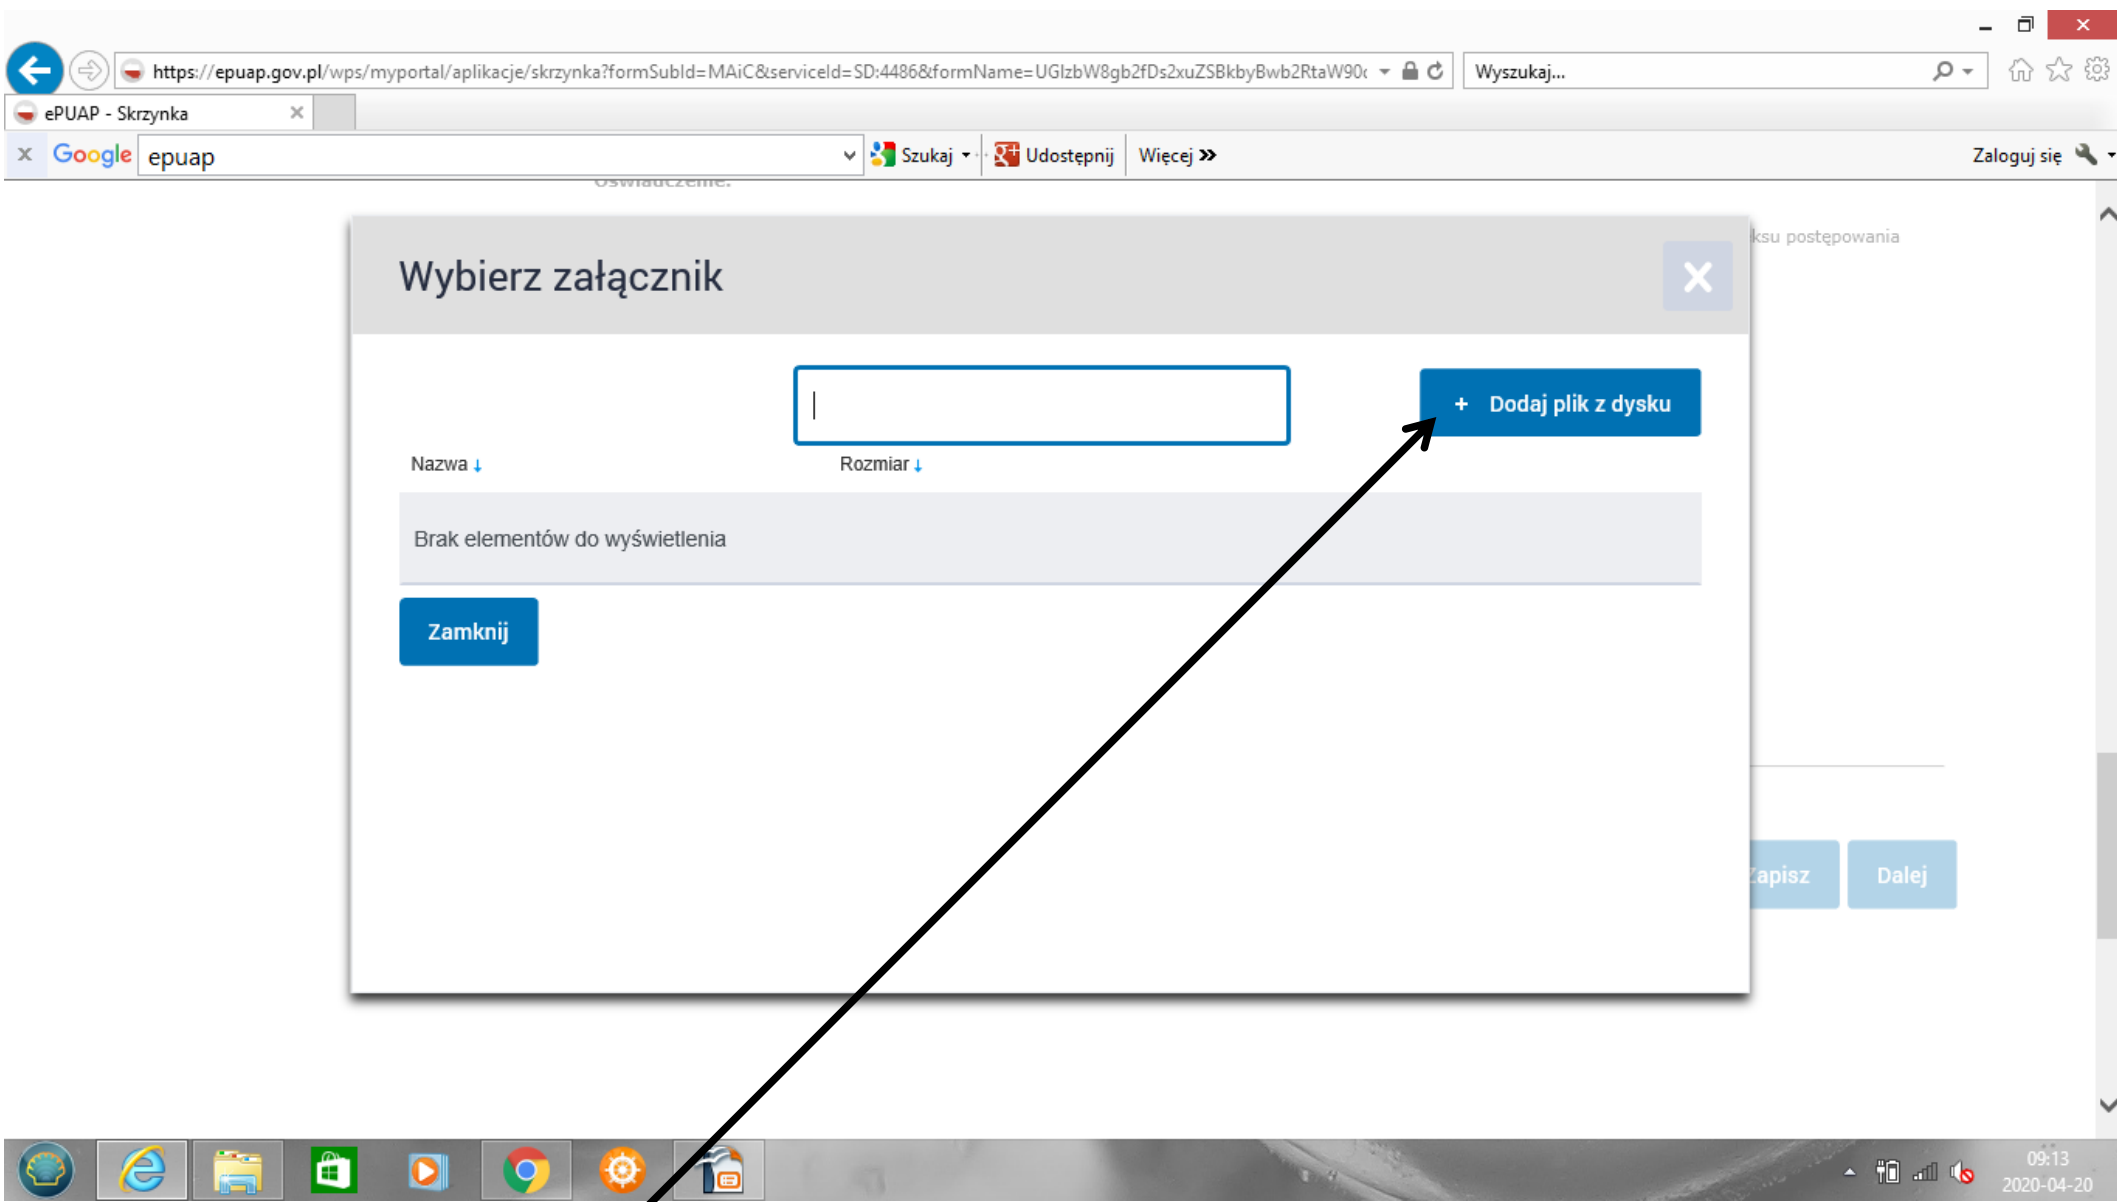 https://epuap.gov.pl/wps/myportal/aplikacje/skrzynka?formSubId=MAiC&serviceId=SD:4486&formName=UGlzbW8gb2fDs2xuZSBkbyBwb2RtaW90
Wyszukaj...
ePUAP - Skrzynka
Google epuap Szukaj Udostępnij Więcej Zaloguj się
Oświadczenie.
ksu postępowania
Wybierz załącznik
+ Dodaj plik z dysku
Nazwa Rozmiar
Brak elementów do wyświetlenia
Zamknij
Zapisz Dalej
09:13
2020-04-20